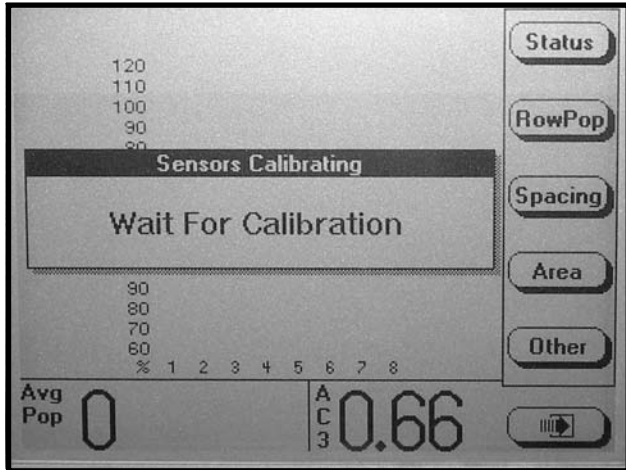 Status
120
110
100
RowPop
90
80
Sensors Calibrating
Wait For Calibration
Spacing
Area
90
80
70
60
Other
% 1 2 3 4 5 6 7 8
Avg
Pop
0
A
C
3
0.66